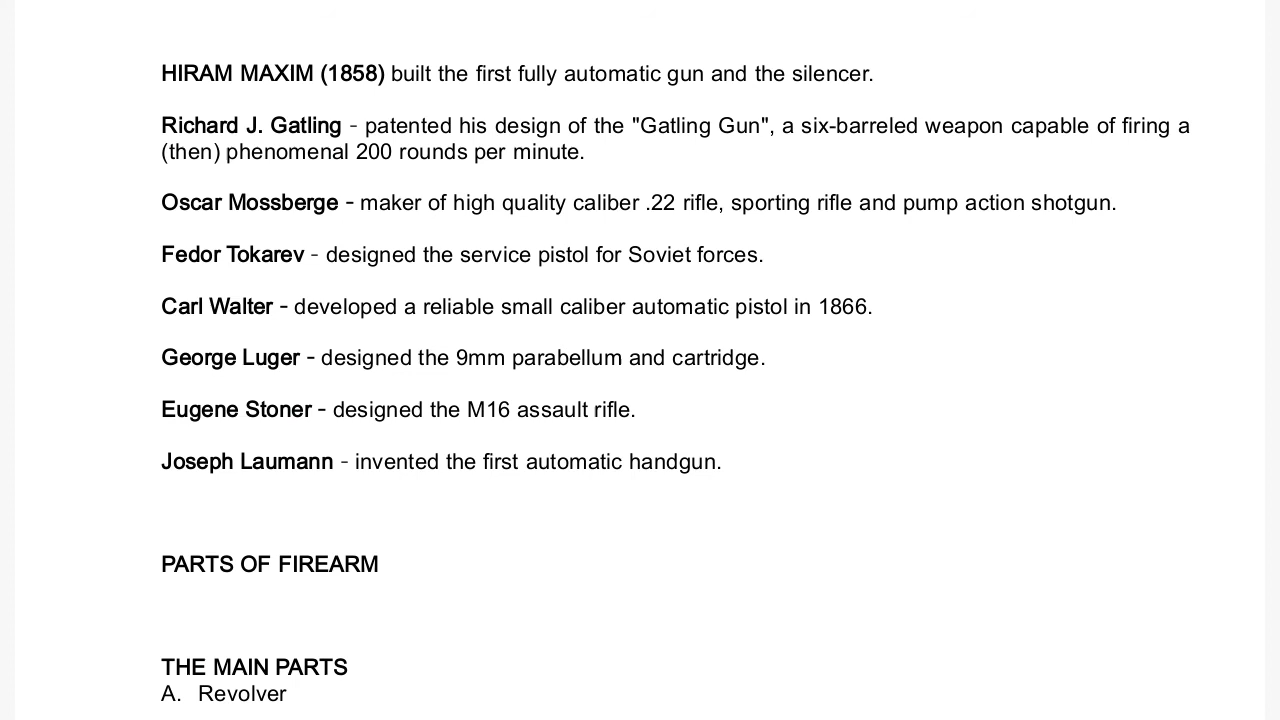 HIRAM MAXIM (1858) built the first fully automatic gun and the silencer.
Richard J. Gatling - patented his design of the "Gatling Gun", a six-barreled weapon capable of firing a
(then) phenomenal 200 rounds per minute.
Oscar Mossberge - maker of high quality caliber .22 rifle, sporting rifle and pump action shotgun.
Fedor Tokarev - designed the service pistol for Soviet forces.
Carl Walter - developed a reliable small caliber automatic pistol in 1866.
George Luger - designed the 9mm parabellum and cartridge.
Eugene Stoner - designed the M16 assault rifle.
Joseph Laumann - invented the first automatic handgun.
PARTS OF FIREARM
THE MAIN PARTS
A. Revolver